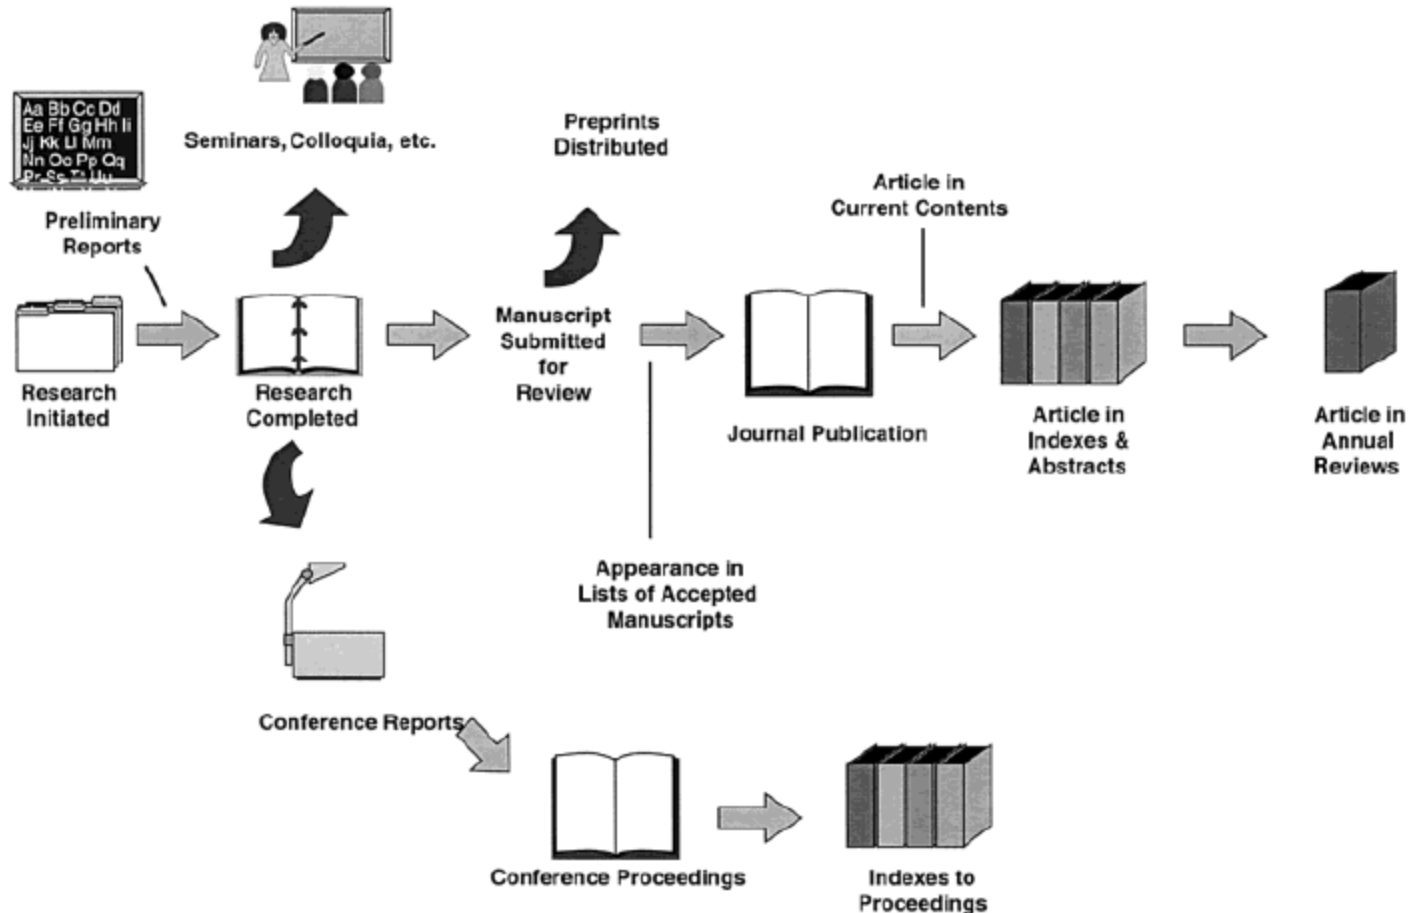 Aa Bb Cc Dd
Ee Ff Gg Hh Ii
Jj Kk Ll Mm
Nn Oo Pp Qq
Seminars, Colloquia, etc.
Preprints
Distributed
Article in
Current Contents
Preliminary
Reports
Research
Initiated
Research
Completed
Manuscript
Submitted
for
Review
Journal Publication
Article in
Indexes &
Abstracts
Article in
Annual
Reviews
Appearance in
Lists of Accepted
Manuscripts
Conference Reports
Conference Proceedings
Indexes to
Proceedings